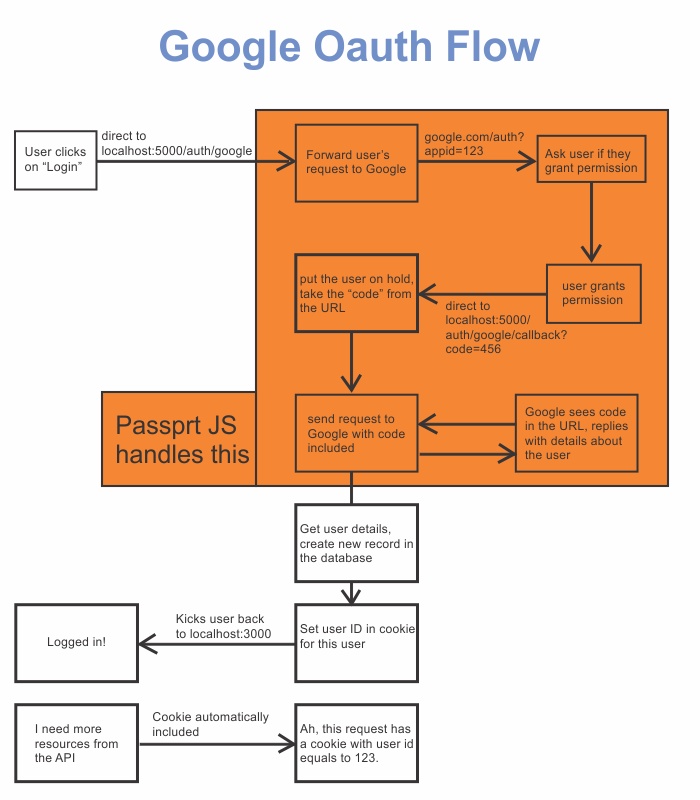 Google Oauth Flow
User clicks
on “Login”
direct to
localhost:5000/auth/google
Forward user’s
request to Google
google.com/auth?
appid=123
Ask user if they
grant permission
user grants
permission
direct to
localhost:5000/
auth/google/callback?
code=456
put the user on hold,
take the “code” from
the URL
send request to
Google with code
included
Google sees code
in the URL, replies
with details about
the user
Passprt JS
handles this
Get user details,
create new record in
the database
Set user ID in cookie
for this user
Kicks user back
to localhost:3000
Logged in!
I need more
resources from
the API
Cookie automatically
included
Ah, this request has
a cookie with user id
equals to 123.